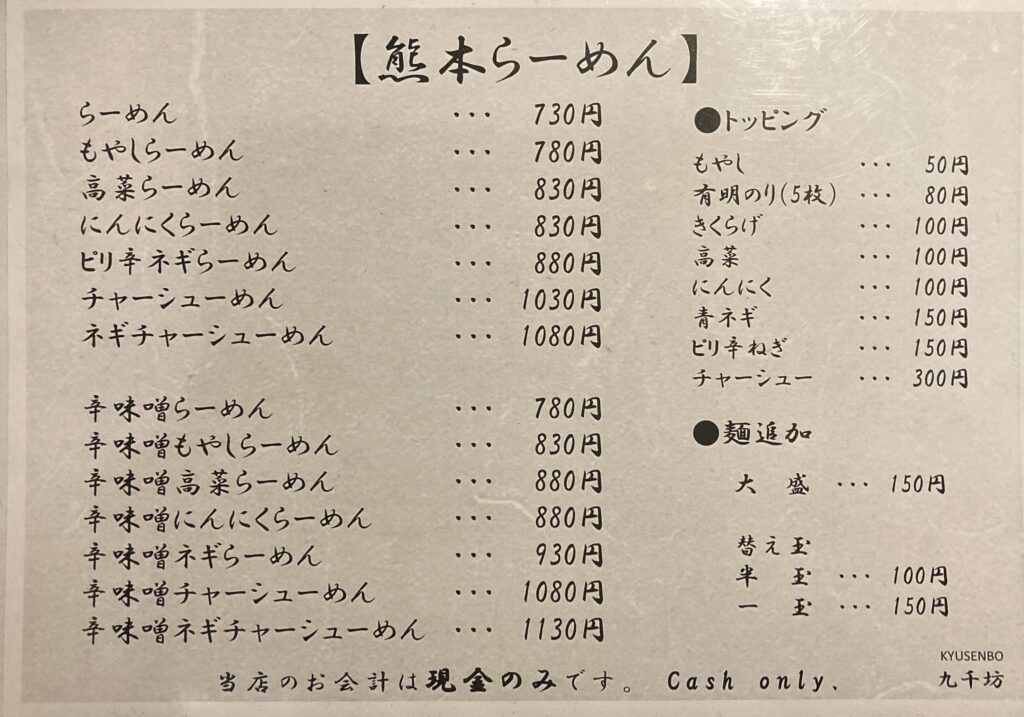 【熊本らーめん】
らーめん ・・・ 730円
もやしらーめん ・・・ 780円
高菜らーめん ・・・ 830円
にんにくらーめん ・・・ 830円
ピリ辛ネギらーめん ・・・ 880円
チャーシューめん ・・・ 1030円
ネギチャーシューめん ・・・ 1080円
辛味噌らーめん ・・・ 780円
辛味噌もやしらーめん ・・・ 830円
辛味噌高菜らーめん ・・・ 880円
辛味噌にんにくらーめん ・・・ 880円
辛味噌ネギらーめん ・・・ 930円
辛味噌チャーシューめん ・・・ 1080円
辛味噌ネギチャーシューめん ・・・ 1130円
●トッピング
もやし ・・・ 50円
有明のり(5枚) ・・・ 80円
きくらげ ・・・ 100円
高菜 ・・・ 100円
にんにく ・・・ 100円
青ネギ ・・・ 150円
ピリ辛ねぎ ・・・ 150円
チャーシュー ・・・ 300円
●麺追加
大 盛 ・・・ 150円
替え玉
半 玉 ・・・ 100円
一 玉 ・・・ 150円
KYUSENBO
九千坊
当店のお会計は現金のみです。 Cash only.